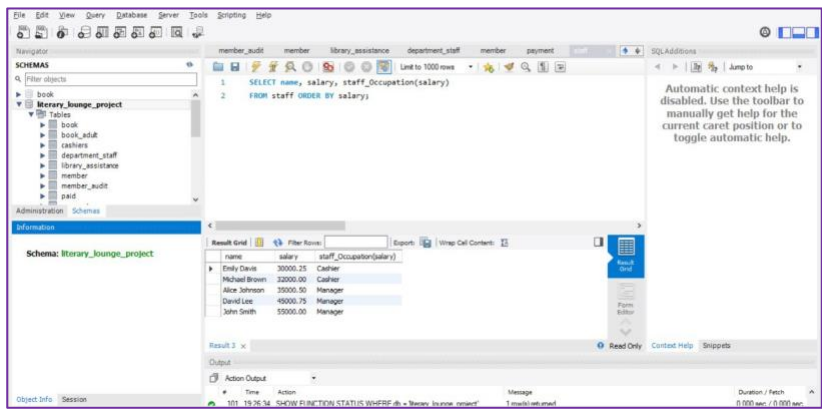 File Edit View Query Database Server Tools Scripting Help
Navigator
SCHEMAS
Filter objects
book
literary_lounge_project
Tables
book
book_adult
cashiers
department_staff
library_assistance
member
member_audit
paid
Administration Schemas
Information
Schema: literary_lounge_project
Object Info Session
member_audit member library_assistance department_staff member payment staff
Limit to 1000 rows
1 SELECT name, salary, staff_Occupation(salary)
2 FROM staff ORDER BY salary;
Result Grid Filter Rows: Export: Wrap Cell Content:
name salary staff_Occupation(salary)
Emily Davis 30000.25 Cashier
Michael Brown 32000.00 Cashier
Alice Johnson 35000.50 Manager
David Lee 45000.75 Manager
John Smith 55000.00 Manager
Result Grid
Form Editor
Result 3 Read Only
Output
Action Output
# Time Action Message Duration / Fetch
101 19:26:34 SHOW FUNCTION STATUS WHERE db = 'literary_lounge_project' 1 row(s) returned 0.000 sec / 0.000 sec
SQLAdditions
Jump to
Automatic context help is
disabled. Use the toolbar to
manually get help for the
current caret position or to
toggle automatic help.
Context Help Snippets